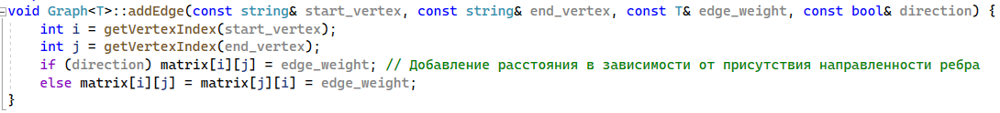 void Graph<T>::addEdge(const string& start_vertex, const string& end_vertex, const T& edge_weight, const bool& direction) {
    int i = getVertexIndex(start_vertex);
    int j = getVertexIndex(end_vertex);
    if (direction) matrix[i][j] = edge_weight; // Добавление расстояния в зависимости от присутствия направленности ребра
    else matrix[i][j] = matrix[j][i] = edge_weight;
}